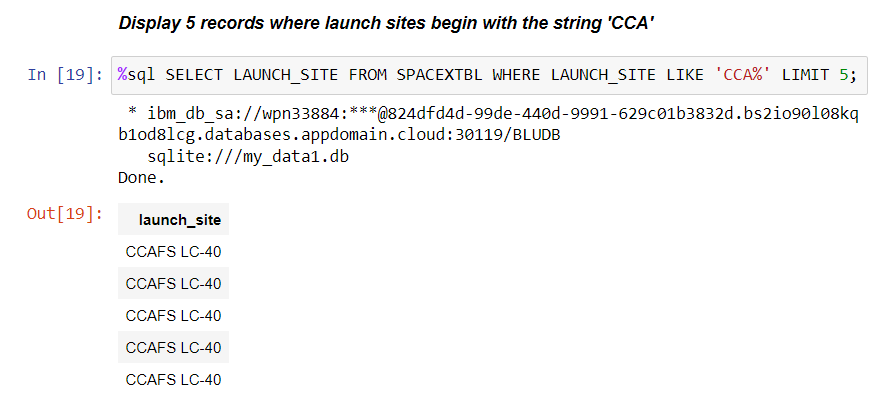 Display 5 records where launch sites begin with the string 'CCA'
In [19]: %sql SELECT LAUNCH_SITE FROM SPACEXTBL WHERE LAUNCH_SITE LIKE 'CCA%' LIMIT 5;
* ibm_db_sa://wpn33884:***@824dfd4d-99de-440d-9991-629c01b3832d.bs2io90l08kq
b1od8lcg.databases.appdomain.cloud:30119/BLUDB
sqlite:///my_data1.db
Done.
Out[19]: launch_site
CCAFS LC-40
CCAFS LC-40
CCAFS LC-40
CCAFS LC-40
CCAFS LC-40